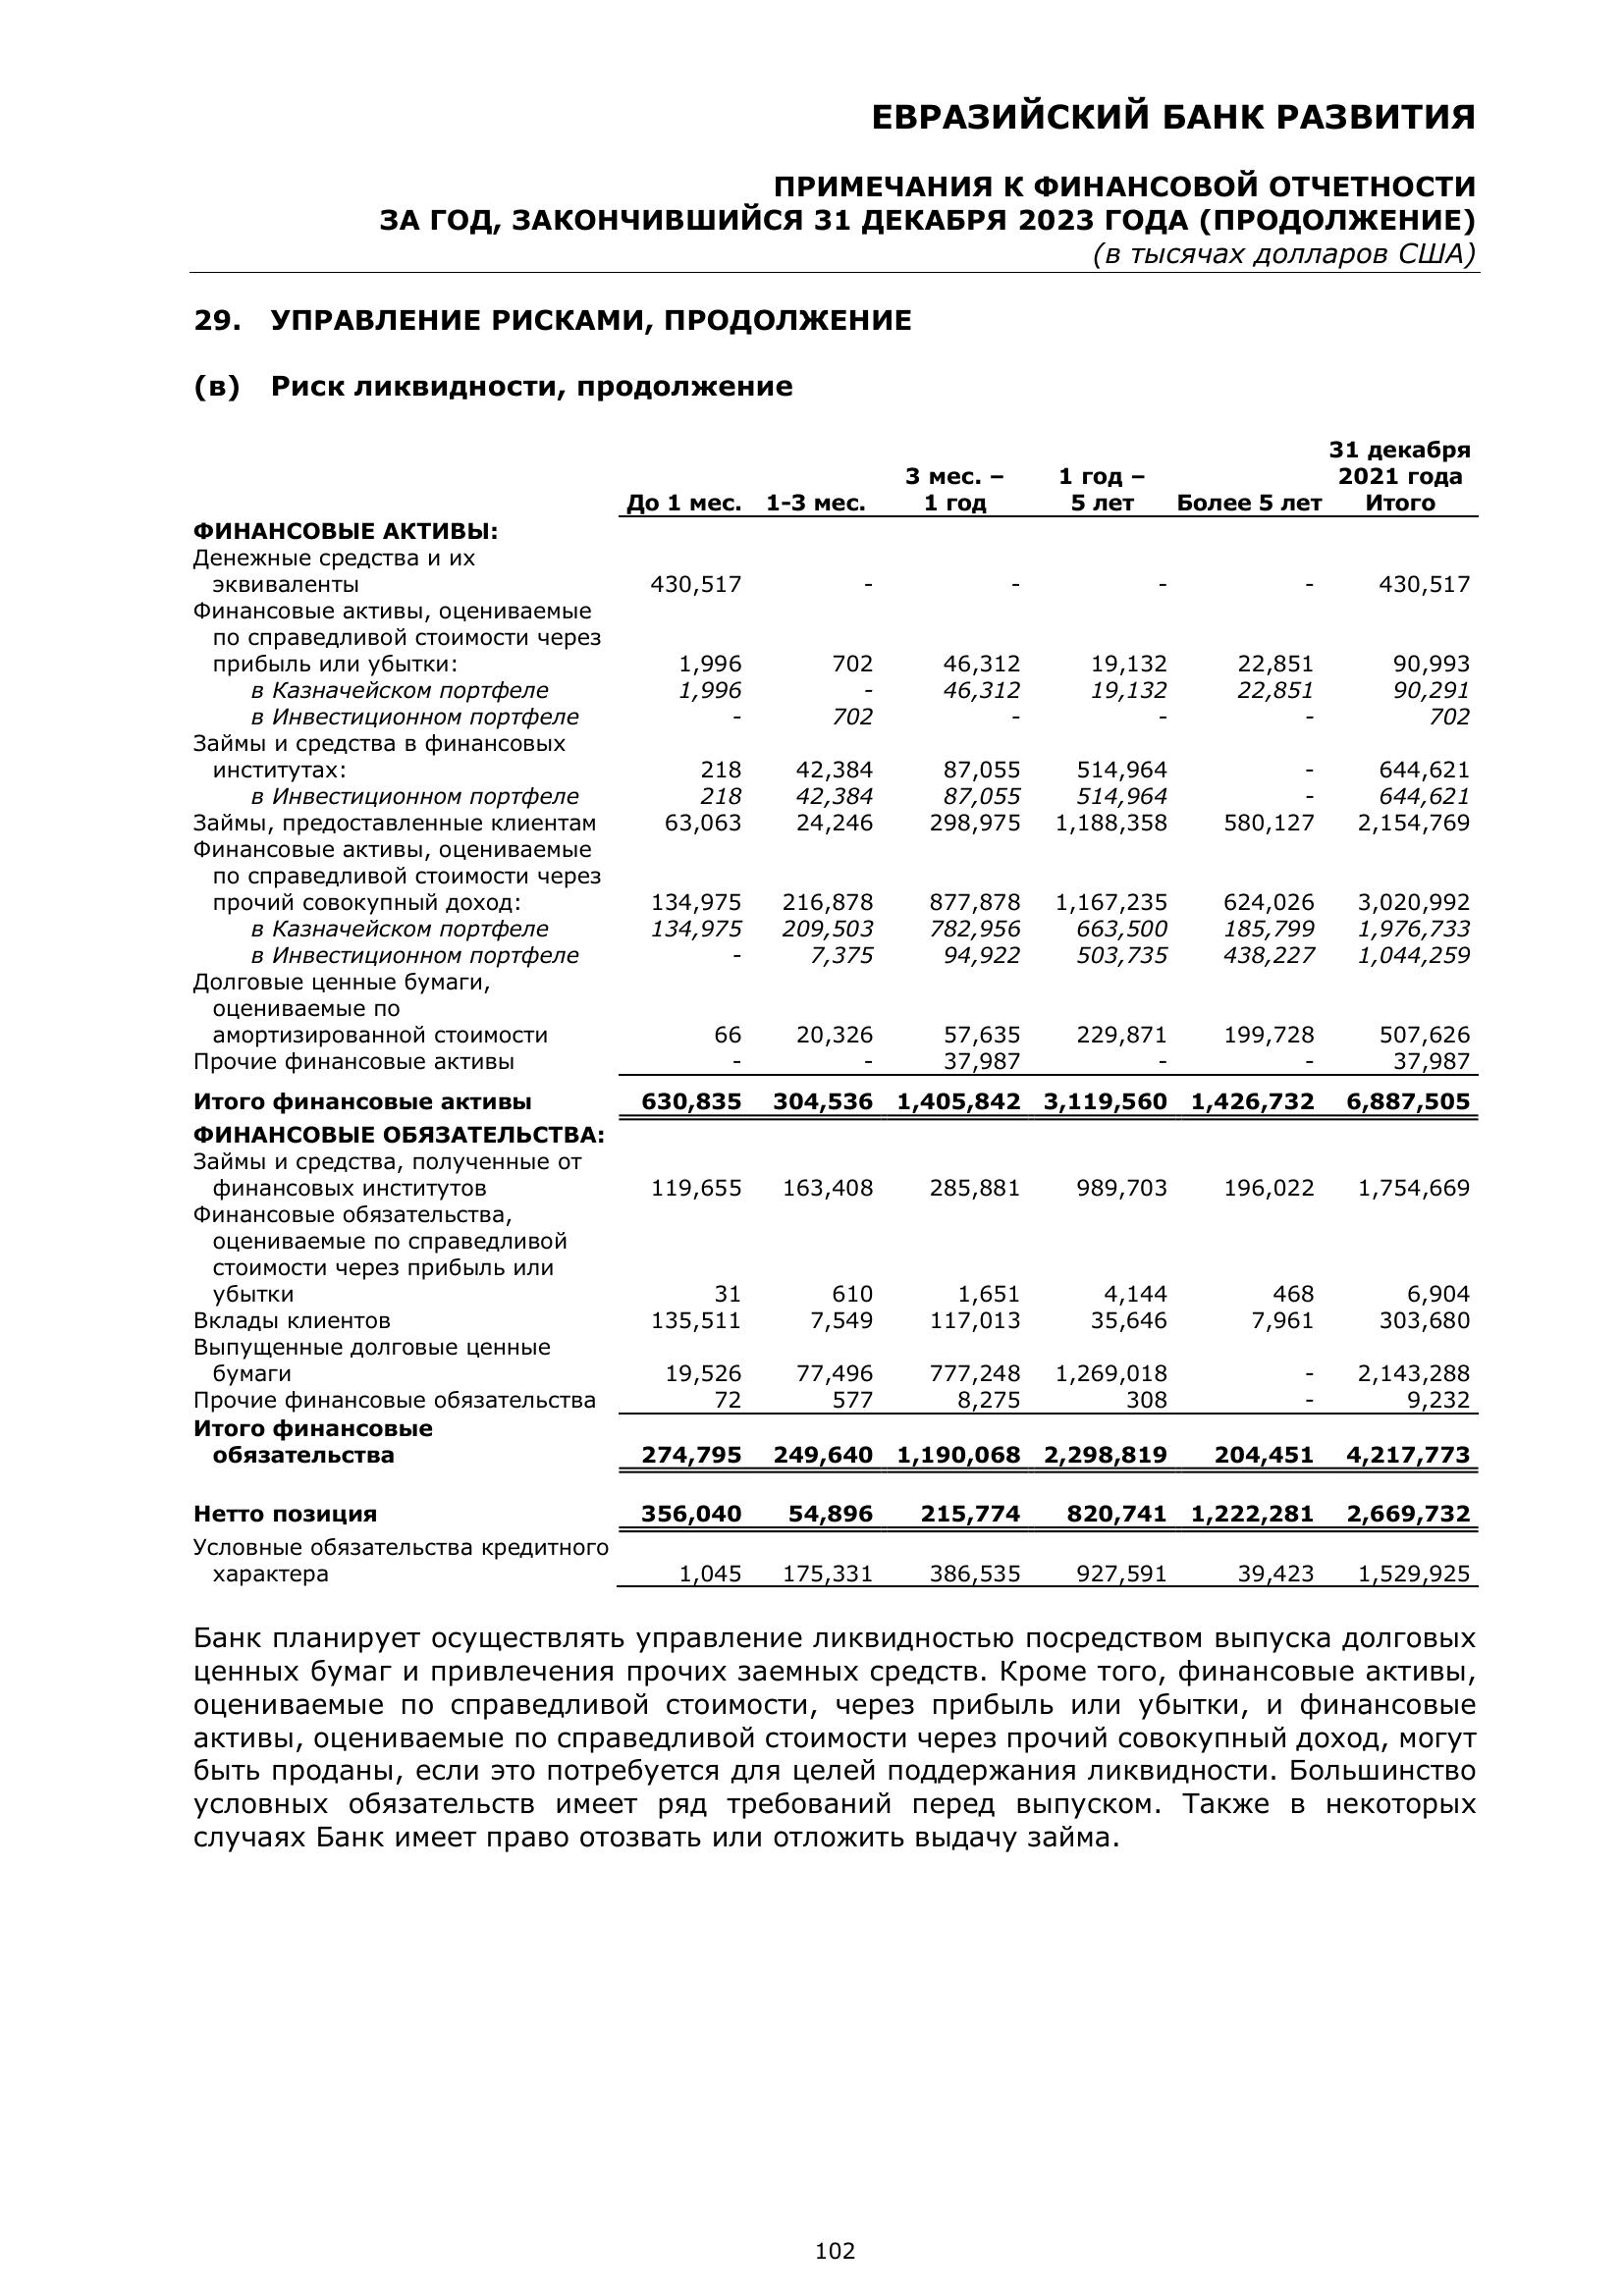 ЕВРАЗИЙСКИЙ БАНК РАЗВИТИЯ
ПРИМЕЧАНИЯ К ФИНАНСОВОЙ ОТЧЕТНОСТИ
ЗА ГОД, ЗАКОНЧИВШИЙСЯ 31 ДЕКАБРЯ 2023 ГОДА (ПРОДОЛЖЕНИЕ)
(в тысячах долларов США)
29. УПРАВЛЕНИЕ РИСКАМИ, ПРОДОЛЖЕНИЕ
(в) Риск ликвидности, продолжение
31 декабря
3 мес. – 1 год – 2021 года
До 1 мес. 1-3 мес. 1 год 5 лет Более 5 лет Итого
ФИНАНСОВЫЕ АКТИВЫ:
Денежные средства и их
эквиваленты 430,517 - - - - 430,517
Финансовые активы, оцениваемые
по справедливой стоимости через
прибыль или убытки: 1,996 702 46,312 19,132 22,851 90,993
в Казначейском портфеле 1,996 - 46,312 19,132 22,851 90,291
в Инвестиционном портфеле - 702 - - - 702
Займы и средства в финансовых
институтах: 218 42,384 87,055 514,964 - 644,621
в Инвестиционном портфеле 218 42,384 87,055 514,964 - 644,621
Займы, предоставленные клиентам 63,063 24,246 298,975 1,188,358 580,127 2,154,769
Финансовые активы, оцениваемые
по справедливой стоимости через
прочий совокупный доход: 134,975 216,878 877,878 1,167,235 624,026 3,020,992
в Казначейском портфеле 134,975 209,503 782,956 663,500 185,799 1,976,733
в Инвестиционном портфеле - 7,375 94,922 503,735 438,227 1,044,259
Долговые ценные бумаги,
оцениваемые по
амортизированной стоимости 66 20,326 57,635 229,871 199,728 507,626
Прочие финансовые активы - - 37,987 - - 37,987
Итого финансовые активы 630,835 304,536 1,405,842 3,119,560 1,426,732 6,887,505
ФИНАНСОВЫЕ ОБЯЗАТЕЛЬСТВА:
Займы и средства, полученные от
финансовых институтов 119,655 163,408 285,881 989,703 196,022 1,754,669
Финансовые обязательства,
оцениваемые по справедливой
стоимости через прибыль или
убытки 31 610 1,651 4,144 468 6,904
Вклады клиентов 135,511 7,549 117,013 35,646 7,961 303,680
Выпущенные долговые ценные
бумаги 19,526 77,496 777,248 1,269,018 - 2,143,288
Прочие финансовые обязательства 72 577 8,275 308 - 9,232
Итого финансовые
обязательства 274,795 249,640 1,190,068 2,298,819 204,451 4,217,773
Нетто позиция 356,040 54,896 215,774 820,741 1,222,281 2,669,732
Условные обязательства кредитного
характера 1,045 175,331 386,535 927,591 39,423 1,529,925
Банк планирует осуществлять управление ликвидностью посредством выпуска долговых
ценных бумаг и привлечения прочих заемных средств. Кроме того, финансовые активы,
оцениваемые по справедливой стоимости, через прибыль или убытки, и финансовые
активы, оцениваемые по справедливой стоимости через прочий совокупный доход, могут
быть проданы, если это потребуется для целей поддержания ликвидности. Большинство
условных обязательств имеет ряд требований перед выпуском. Также в некоторых
случаях Банк имеет право отозвать или отложить выдачу займа.
102